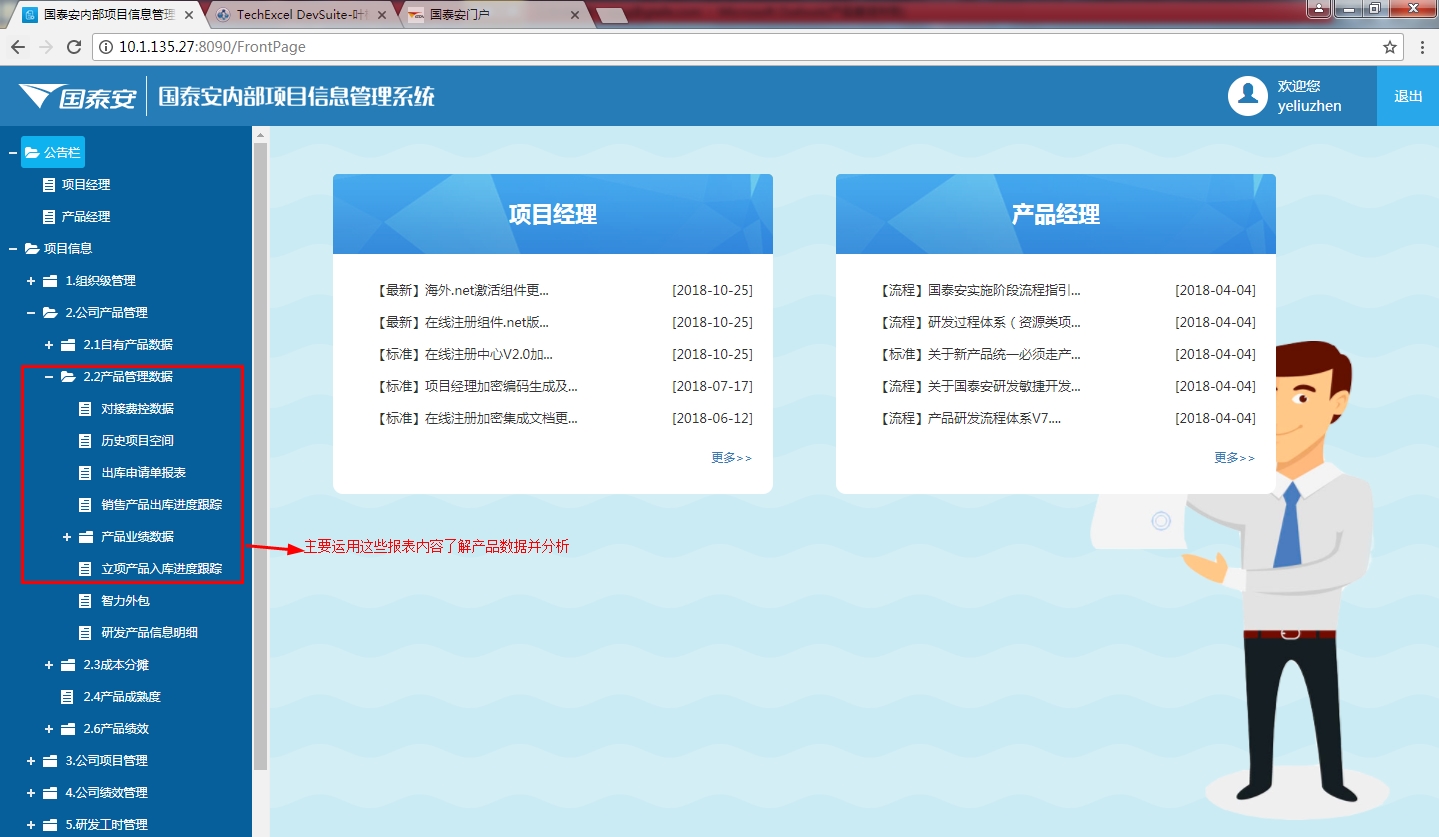 国泰安内部项目信息管理
TechExcel DevSuite-叶
国泰安门户
10.1.135.27:8090/FrontPage
国泰安
国泰安内部项目信息管理系统
欢迎您
yeliuzhen
退出
公告栏
项目经理
产品经理
项目信息
1.组织级管理
2.公司产品管理
2.1自有产品数据
2.2产品管理数据
对接费控数据
历史项目空间
出库申请单报表
销售产品出库进度跟踪
产品业绩数据
立项产品入库进度跟踪
智力外包
研发产品信息明细
2.3成本分摊
2.4产品成熟度
2.6产品绩效
3.公司项目管理
4.公司绩效管理
5.研发工时管理
项目经理
【最新】海外.net激活组件更... [2018-10-25]
【最新】在线注册组件.net版... [2018-10-25]
【标准】在线注册中心V2.0加... [2018-10-25]
【标准】项目经理加密编码生成及... [2018-07-17]
【标准】在线注册加密集成文档更... [2018-06-12]
更多>>
产品经理
【流程】国泰安实施阶段流程指引... [2018-04-04]
【流程】研发过程体系（资源类项... [2018-04-04]
【标准】关于新产品统一必须走产... [2018-04-04]
【流程】关于国泰安研发敏捷开发... [2018-04-04]
【流程】产品研发流程体系V7.... [2018-04-04]
更多>>
主要运用这些报表内容了解产品数据并分析